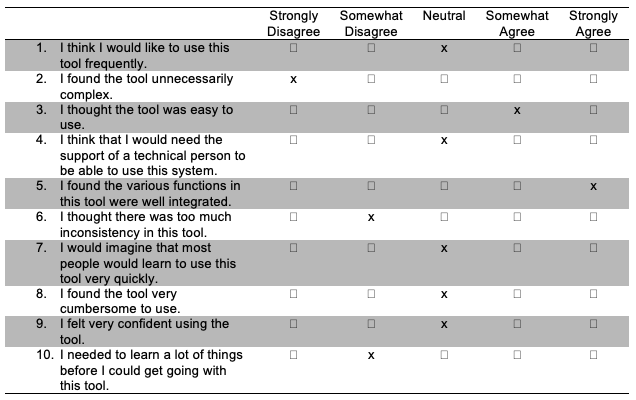 Strongly Somewhat Neutral Somewhat Strongly
Disagree Disagree Agree Agree
1. I think I would like to use this □ □ x □ □
tool frequently.
2. I found the tool unnecessarily x □ □ □ □
complex.
3. I thought the tool was easy to □ □ □ x □
use.
4. I think that I would need the □ □ x □ □
support of a technical person to
be able to use this system.
5. I found the various functions in □ □ □ □ x
this tool were well integrated.
6. I thought there was too much □ x □ □ □
inconsistency in this tool.
7. I would imagine that most □ □ x □ □
people would learn to use this
tool very quickly.
8. I found the tool very □ □ x □ □
cumbersome to use.
9. I felt very confident using the □ □ x □ □
tool.
10. I needed to learn a lot of things □ x □ □ □
before I could get going with
this tool.